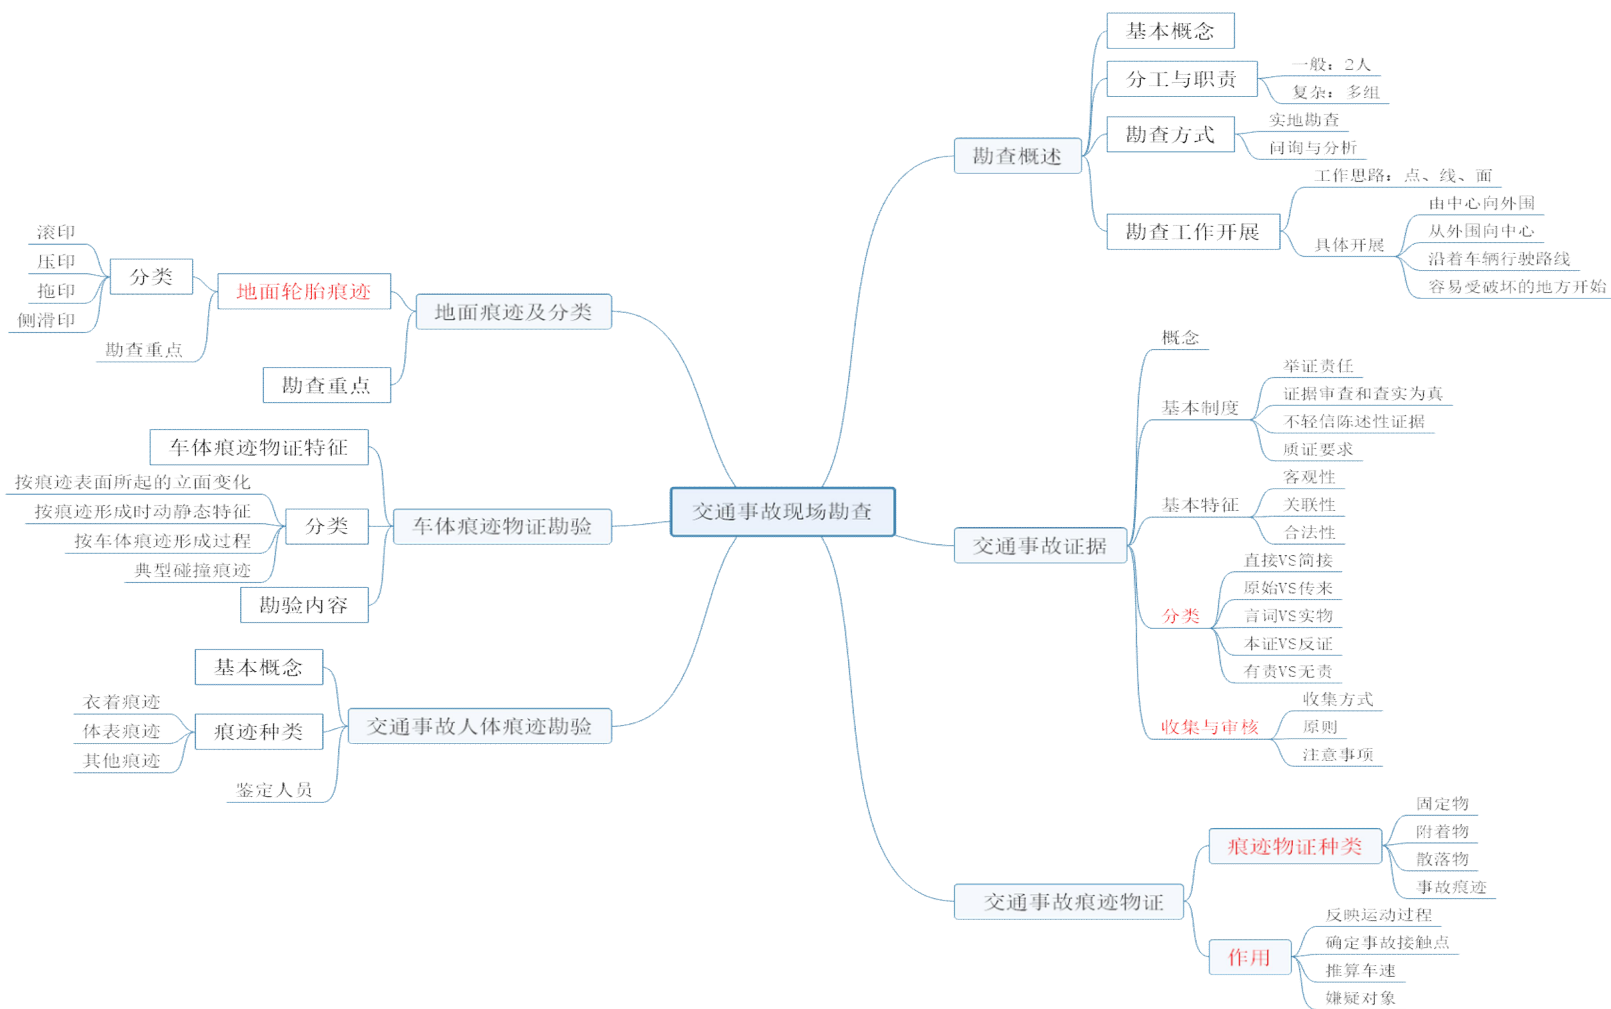 交通事故现场勘查
勘查概述
基本概念
分工与职责
一般：2人
复杂：多组
勘查方式
实地勘查
问询与分析
勘查工作开展
工作思路：点、线、面
具体开展
由中心向外围
从外围向中心
沿着车辆行驶路线
容易受破坏的地方开始
交通事故证据
概念
基本制度
举证责任
证据审查和查实为真
不轻信陈述性证据
质证要求
基本特征
客观性
关联性
合法性
分类
直接VS简接
原始VS传来
言词VS实物
本证VS反证
有责VS无责
收集与审核
收集方式
原则
注意事项
交通事故痕迹物证
痕迹物证种类
固定物
附着物
散落物
事故痕迹
作用
反映运动过程
确定事故接触点
推算车速
嫌疑对象
地面痕迹及分类
地面轮胎痕迹
分类
滚印
压印
拖印
侧滑印
勘查重点
勘查重点
车体痕迹物证勘验
车体痕迹物证特征
分类
按痕迹表面所起的立面变化
按痕迹形成时动静态特征
按车体痕迹形成过程
典型碰撞痕迹
勘验内容
交通事故人体痕迹勘验
基本概念
痕迹种类
衣着痕迹
体表痕迹
其他痕迹
鉴定人员